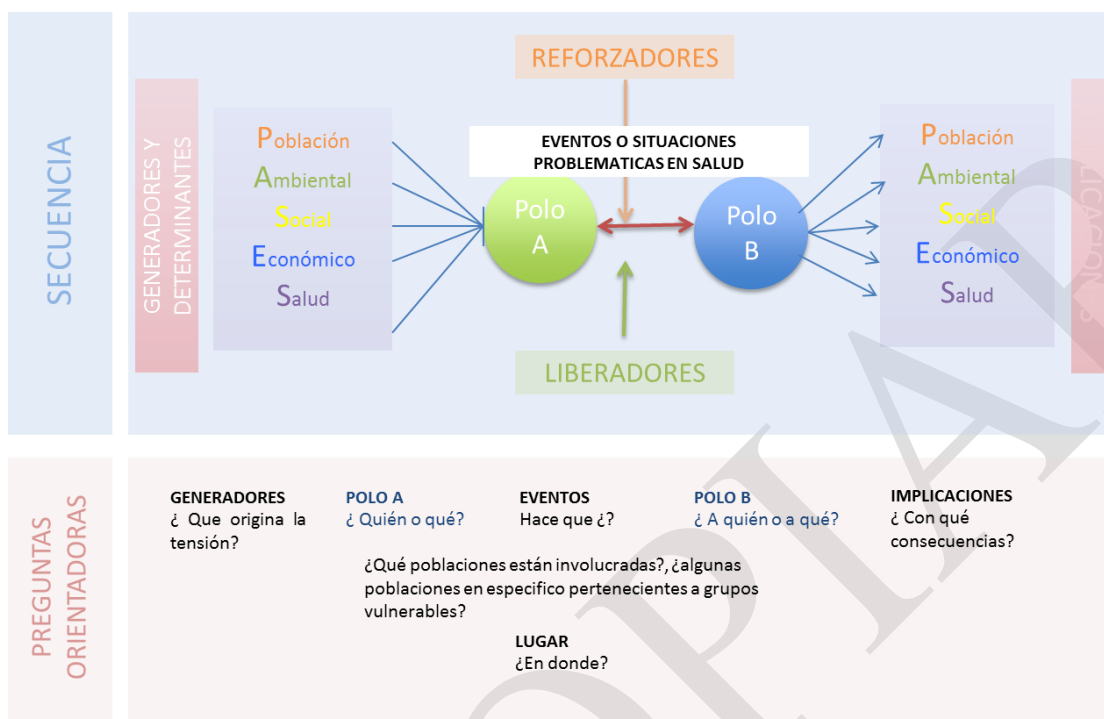 SECUENCIA
GENERADORES Y
DETERMINANTES
Población
Ambiental
Social
Económico
Salud
REFORZADORES
EVENTOS O SITUACIONES
PROBLEMATICAS EN SALUD
Polo
A
Polo
B
LIBERADORES
Población
Ambiental
Social
Económico
Salud
PREGUNTAS
ORIENTADORAS
GENERADORES
¿ Que origina la
tensión?
POLO A
¿ Quién o qué?
EVENTOS
Hace que ¿?
POLO B
¿ A quién o a qué?
IMPLICACIONES
¿ Con qué
consecuencias?
¿Qué poblaciones están involucradas?, ¿algunas
poblaciones en especifico pertenecientes a grupos
vulnerables?
LUGAR
¿En donde?